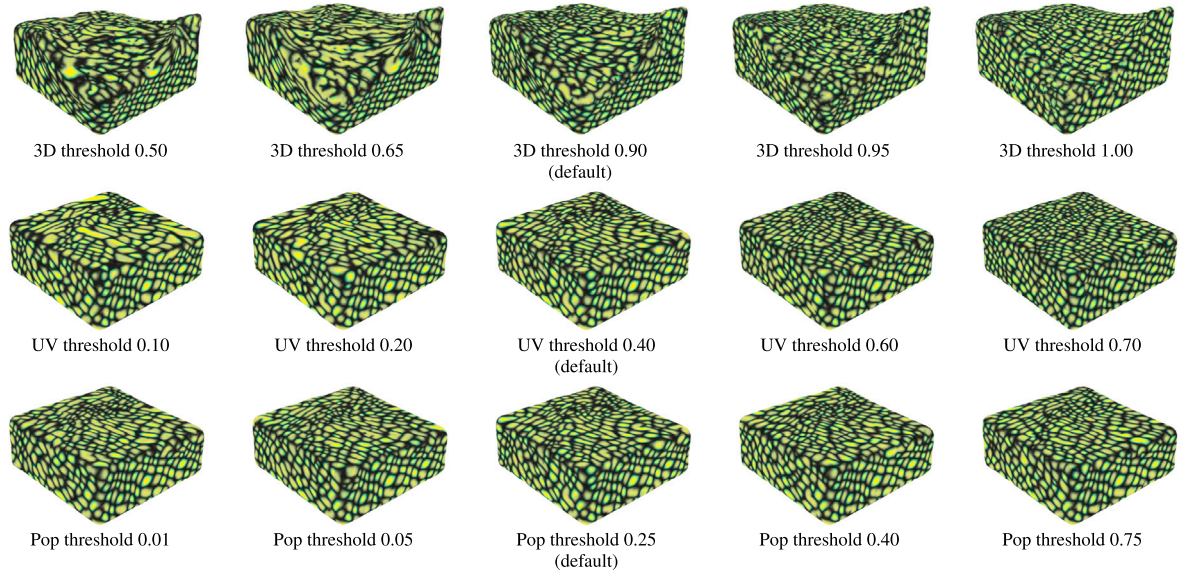 3D threshold 0.50
3D threshold 0.65
3D threshold 0.90
(default)
3D threshold 0.95
3D threshold 1.00
UV threshold 0.10
UV threshold 0.20
UV threshold 0.40
(default)
UV threshold 0.60
UV threshold 0.70
Pop threshold 0.01
Pop threshold 0.05
Pop threshold 0.25
(default)
Pop threshold 0.40
Pop threshold 0.75